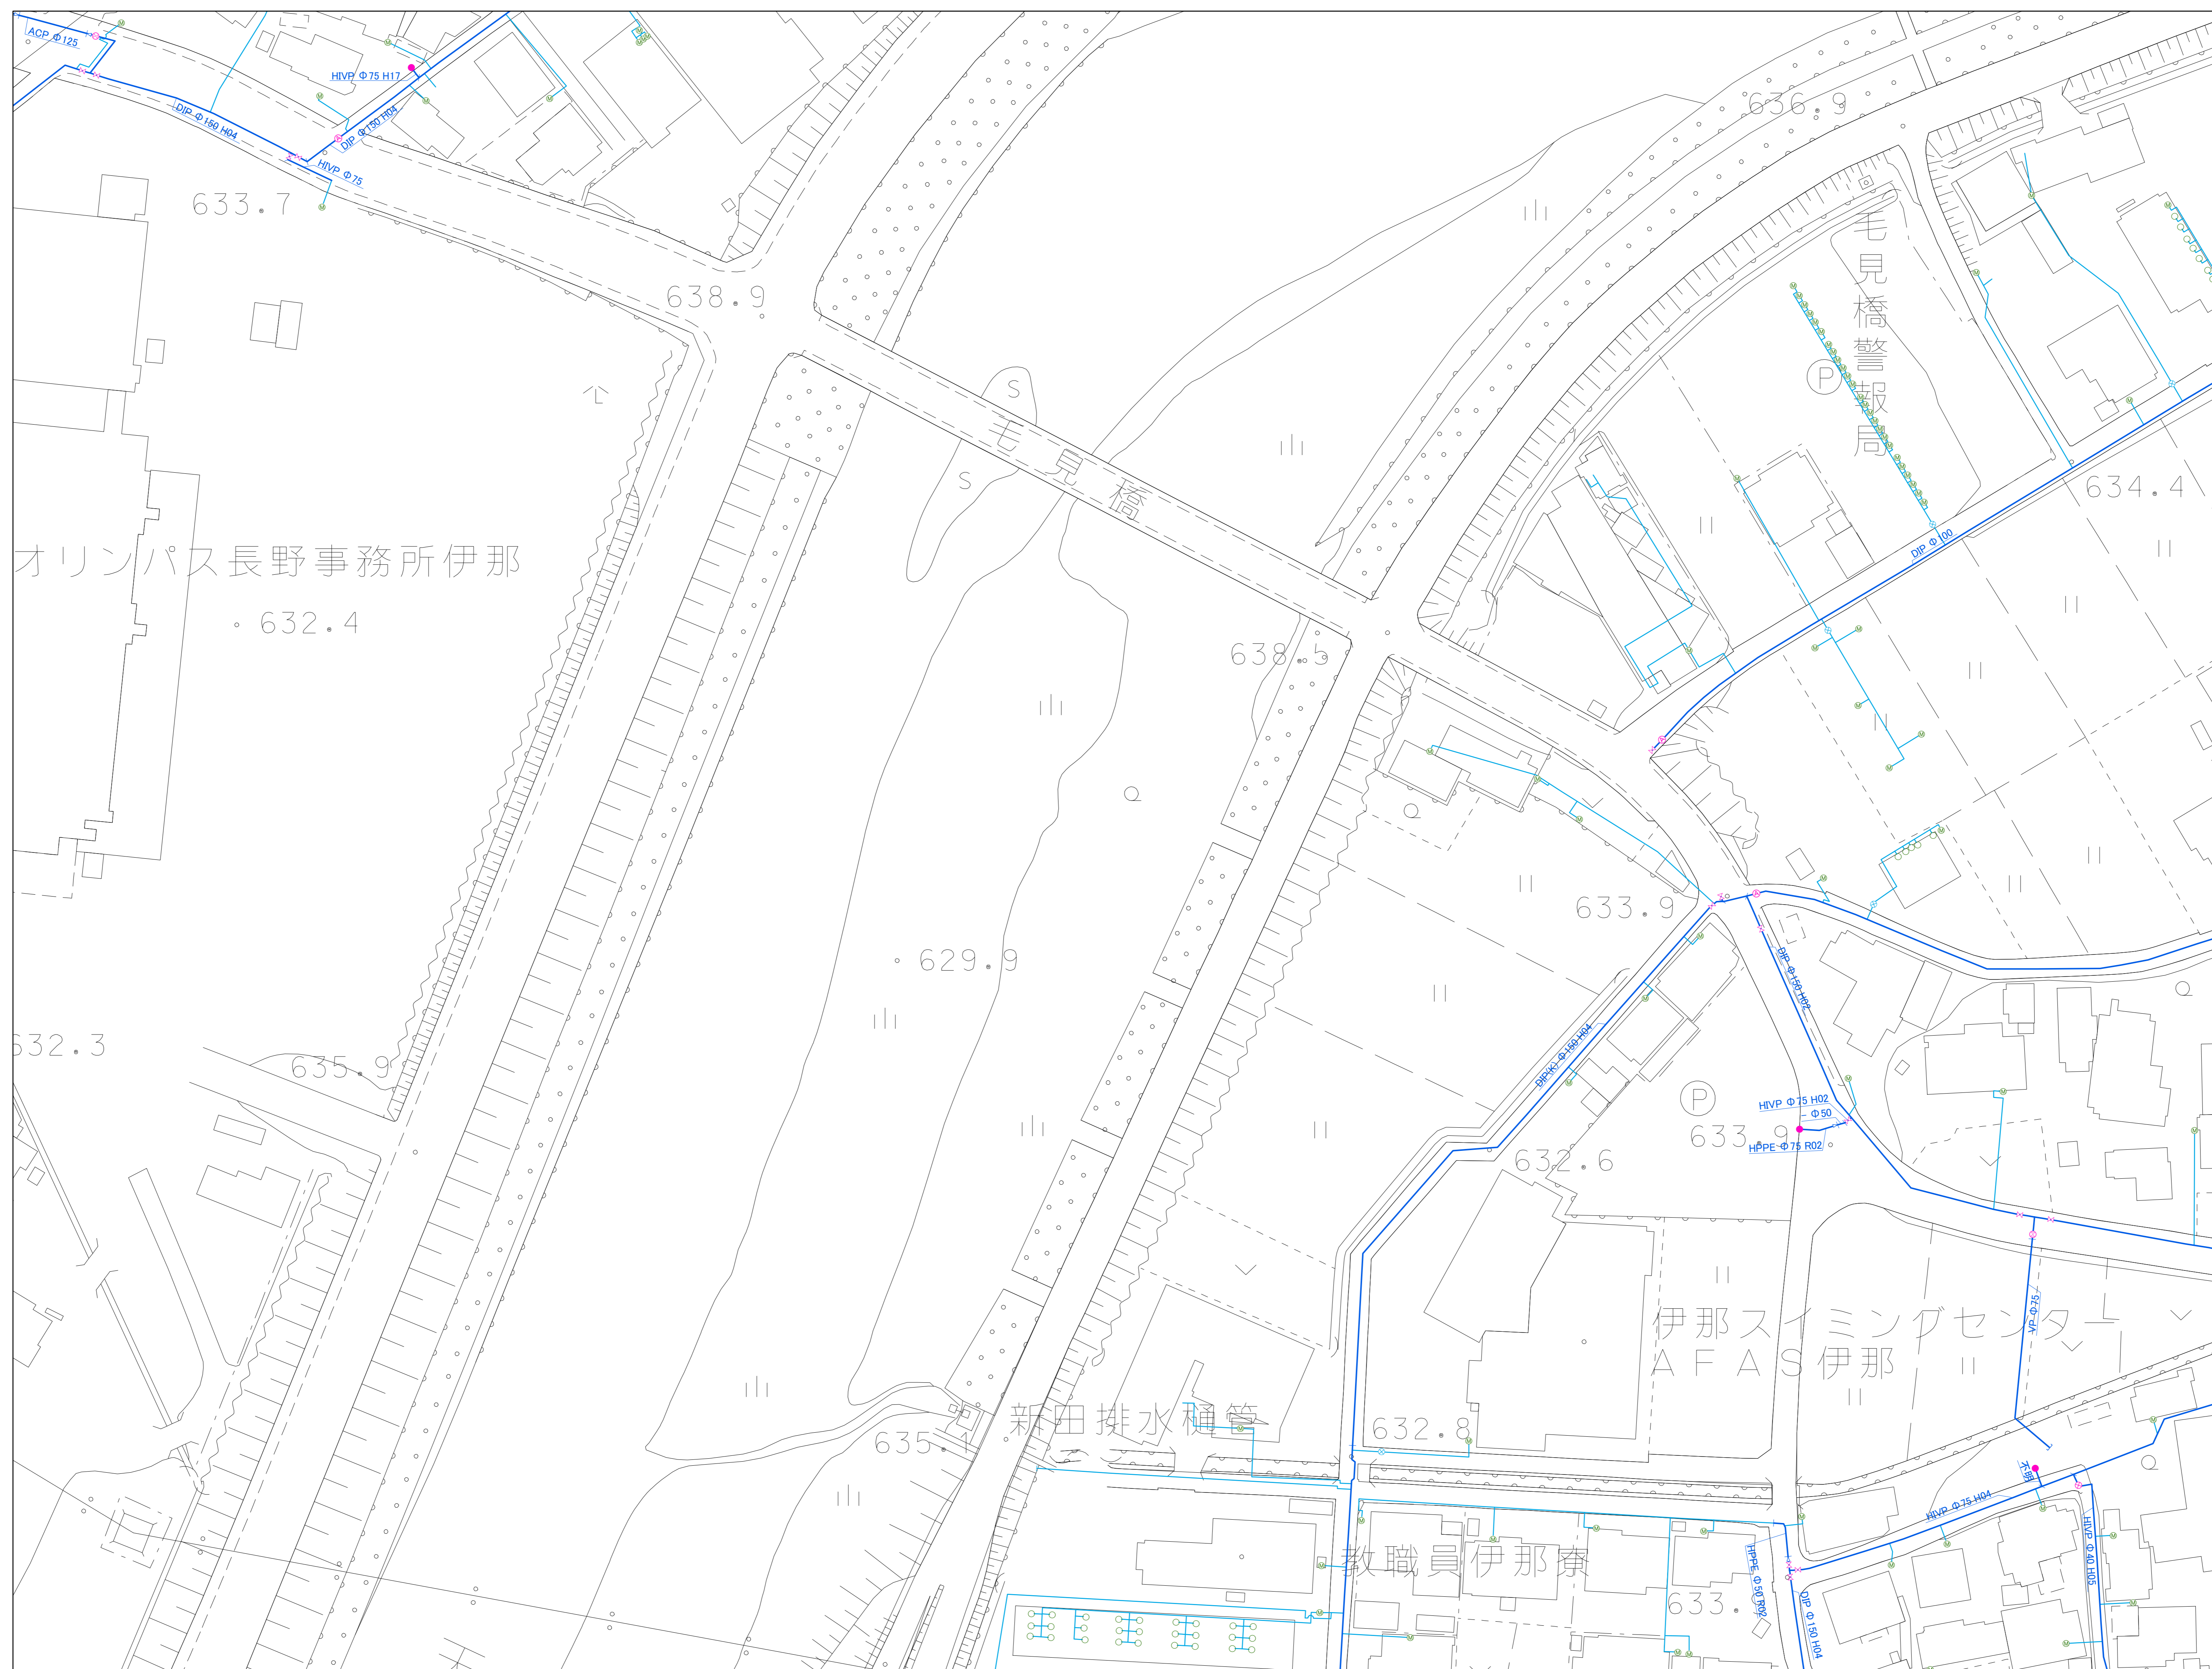 ACP Φ125
HIVP Φ75 H17
DIP Φ150 H04
DIP Φ150 H04
HIVP Φ75
633.7
636.9
638.9
毛見橋警報局
P
S
S
毛見橋
634.4
DIP Φ100
オリンパス長野事務所伊那
632.4
638.5
633.9
629.9
DIP Φ150 H02
632.3
635.9
DIP(K) Φ150 H04
P
HIVP Φ75 H02
Φ50
633.9
HPPE Φ75 R02
632.6
VP Φ75
伊那スイミングセンター
AFAS伊那
新田排水樋管
635.1
632.8
不明
HIVP Φ75 H04
HIVP Φ40 H05
教職員伊那寮
HPPE Φ50 R02
633.
DIP Φ150 H04